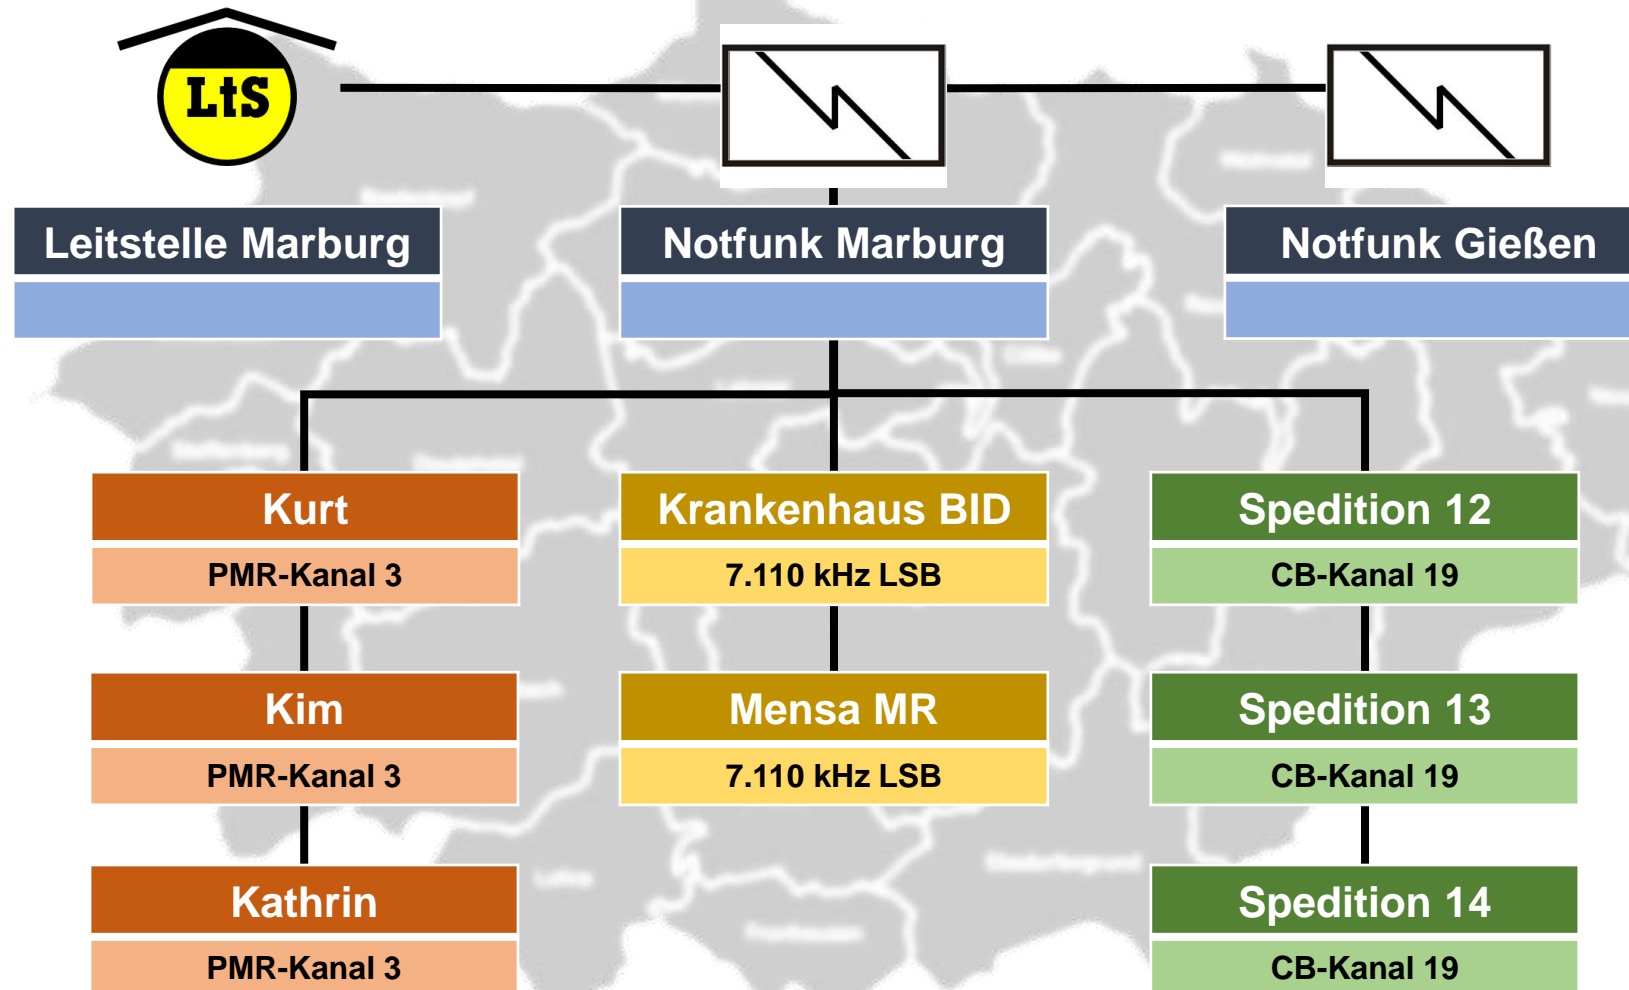 LtS
Leitstelle Marburg
Notfunk Marburg
Notfunk Gießen
Kurt
PMR-Kanal 3
Krankenhaus BID
7.110 kHz LSB
Spedition 12
CB-Kanal 19
Kim
PMR-Kanal 3
Mensa MR
7.110 kHz LSB
Spedition 13
CB-Kanal 19
Kathrin
PMR-Kanal 3
Spedition 14
CB-Kanal 19